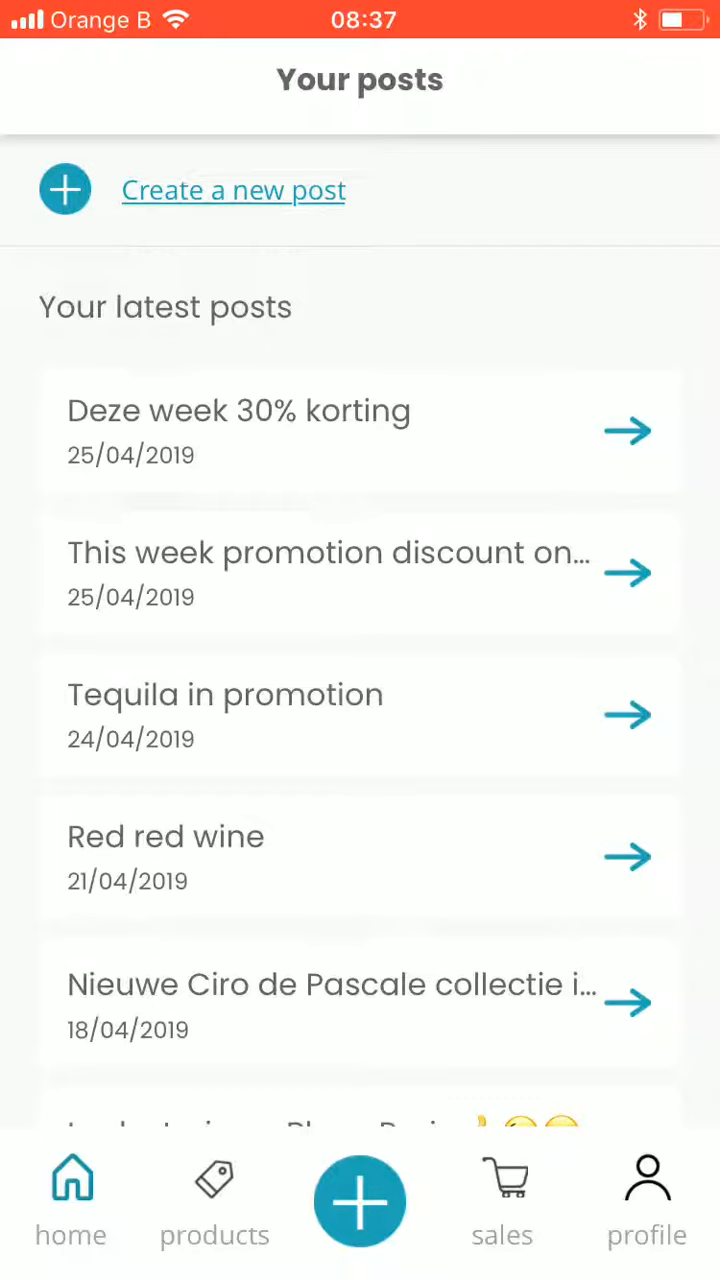 Orange B
08:37
Your posts
Create a new post
Your latest posts
Deze week 30% korting
25/04/2019
This week promotion discount on...
25/04/2019
Tequila in promotion
24/04/2019
Red red wine
21/04/2019
Nieuwe Ciro de Pascale collectie i...
18/04/2019
home
products
sales
profile